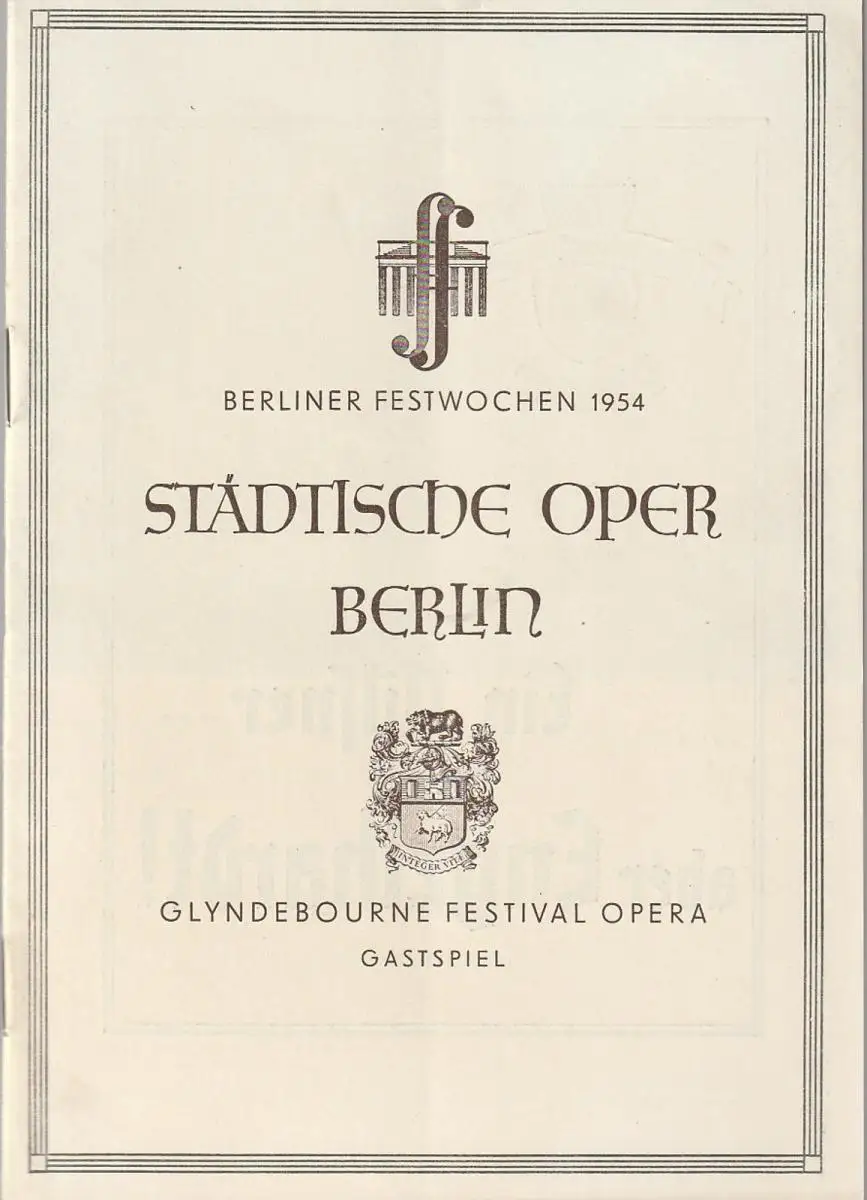 BERLINER FESTWOCHEN 1954
STÄDTISCHE OPER
BERLIN
INTEGER VITÆ
GLYNDEBOURNE FESTIVAL OPERA
GASTSPIEL